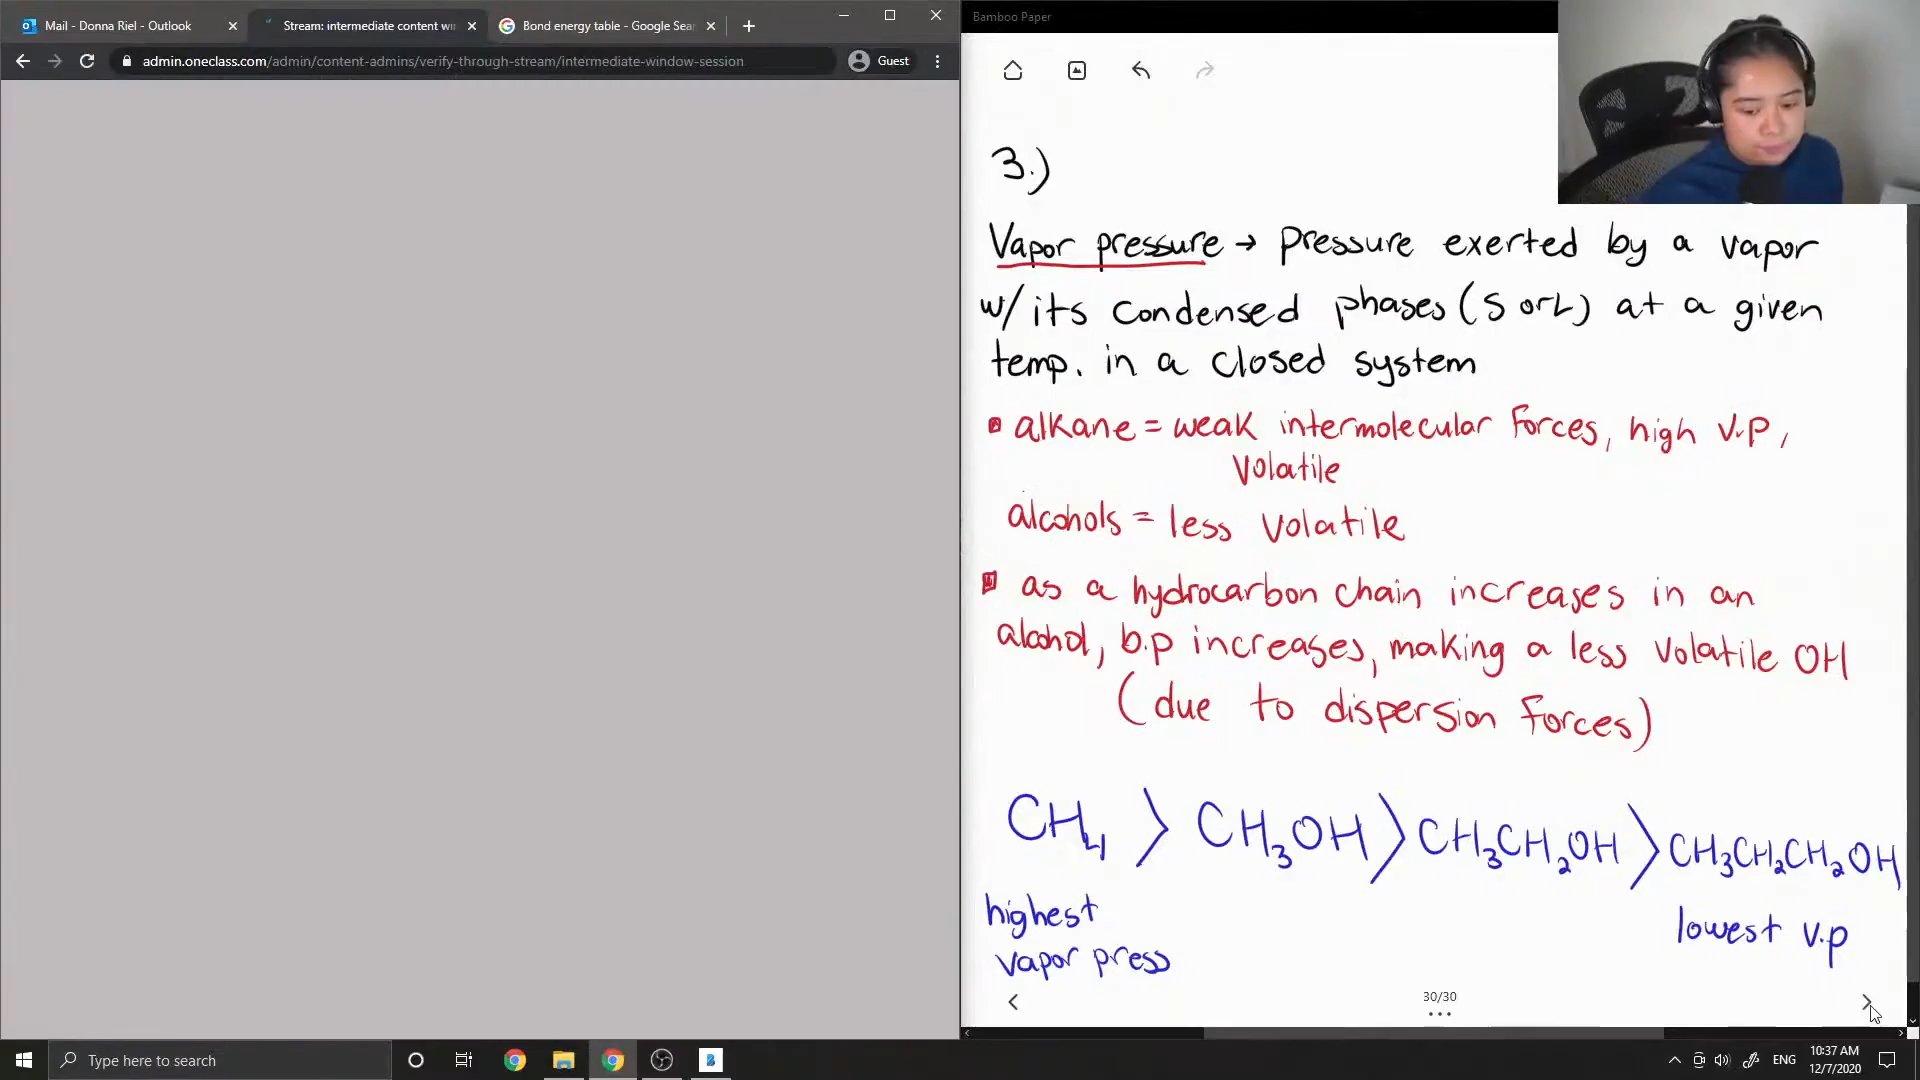 Mail - Donna Riel - Outlook
Stream: intermediate content wi
Bond energy table - Google Sear
admin.oneclass.com/admin/content-admins/verify-through-stream/intermediate-window-session
Guest
Bamboo Paper
3.)
Vapor pressure → Pressure exerted by a vapor
w/ its condensed phases (S or L) at a given
temp. in a closed system
• alkane = weak intermolecular forces, high v.p,
volatile
alcohols = less volatile
• as a hydrocarbon chain increases in an
alcohol, b.p increases, making a less volatile OH
(due to dispersion forces)
CH4 > CH3OH > CH3CH2OH > CH3CH2CH2OH
highest
vapor press
lowest v.p
30/30
Type here to search
ENG
10:37 AM
12/7/2020